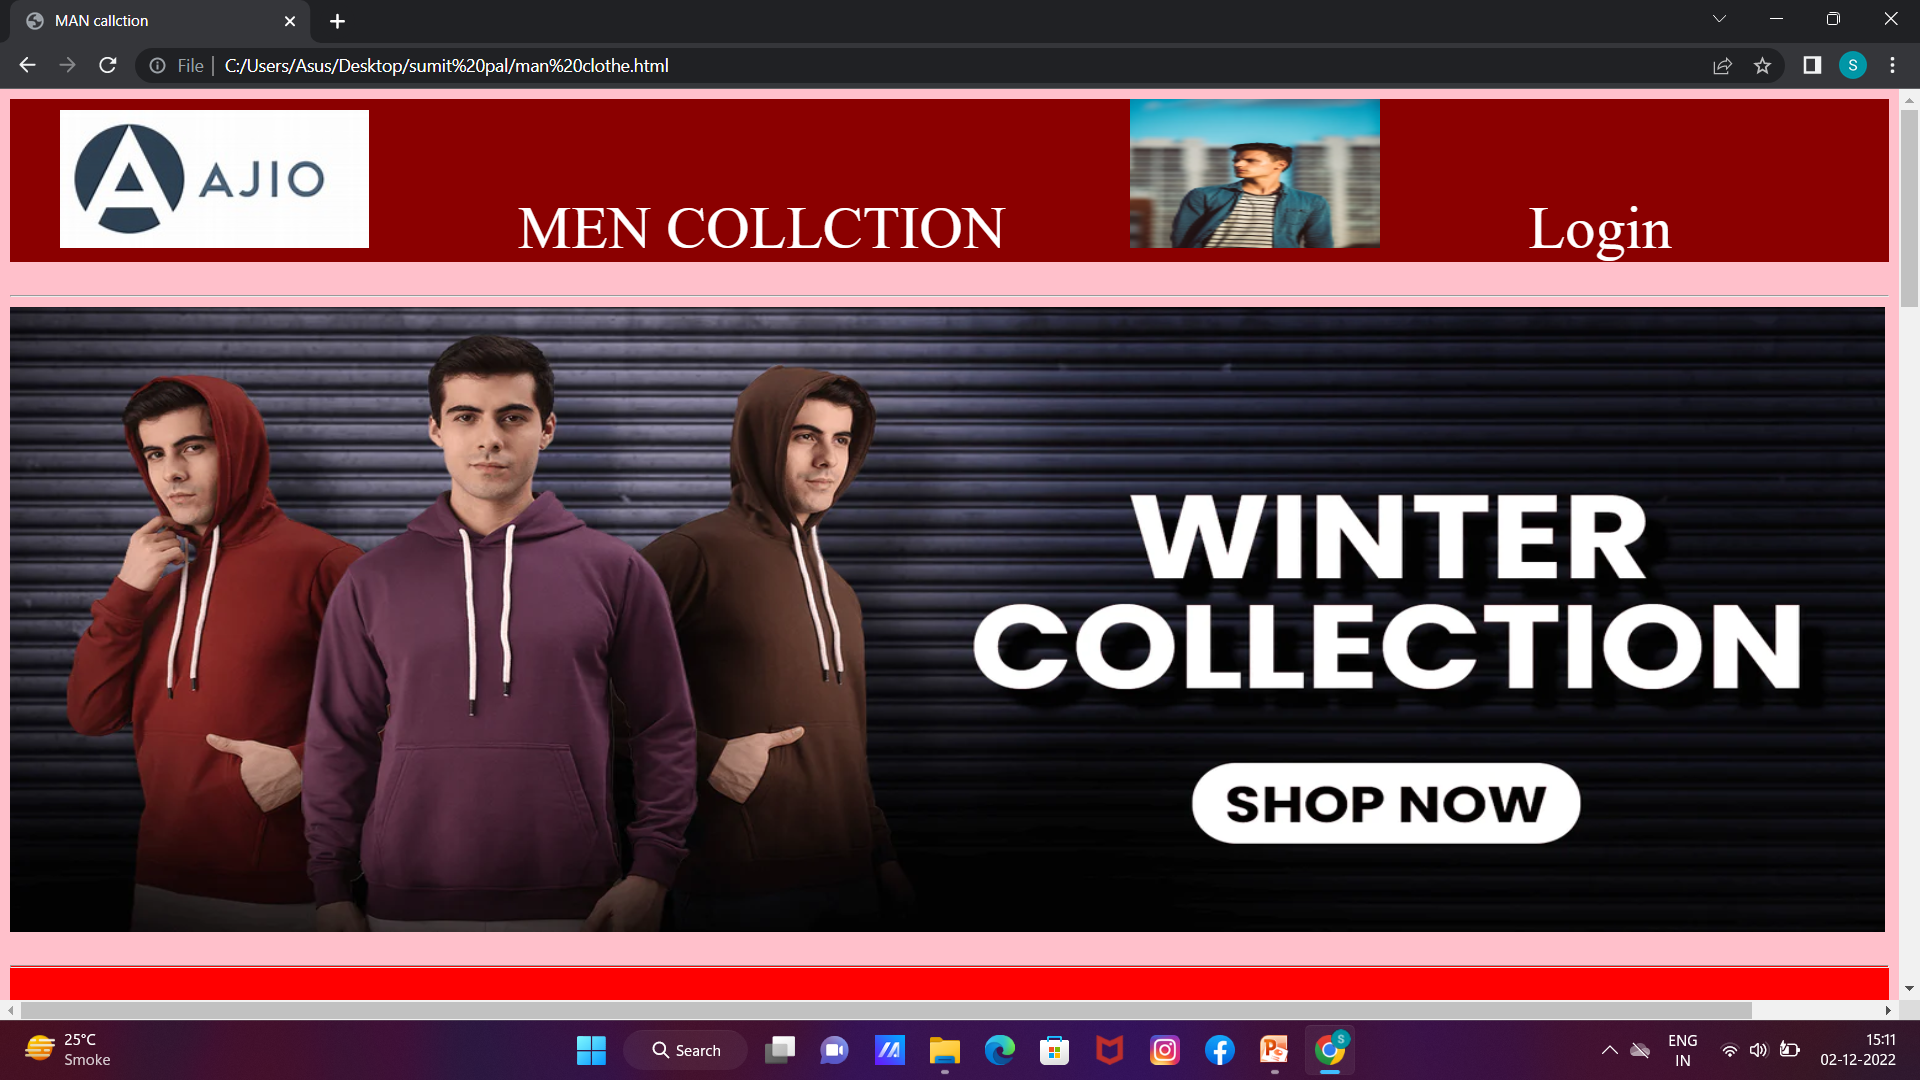 MAN callction
File
C:/Users/Asus/Desktop/sumit%20pal/man%20clothe.html
S
AJIO
MEN COLLCTION
Login
WINTER
COLLECTION
SHOP NOW
25°C
Smoke
Search
S
ENG
IN
15:11
02-12-2022